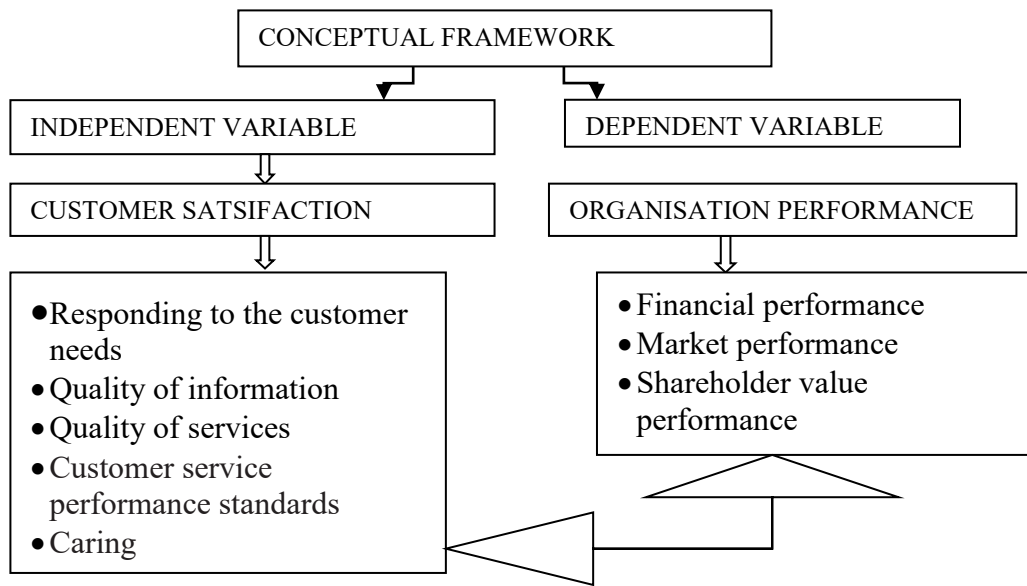 CONCEPTUAL FRAMEWORK
INDEPENDENT VARIABLE
DEPENDENT VARIABLE
CUSTOMER SATSIFACTION
ORGANISATION PERFORMANCE
•Responding to the customer
needs
•Quality of information
•Quality of services
•Customer service
performance standards
•Caring
•Financial performance
•Market performance
•Shareholder value
performance